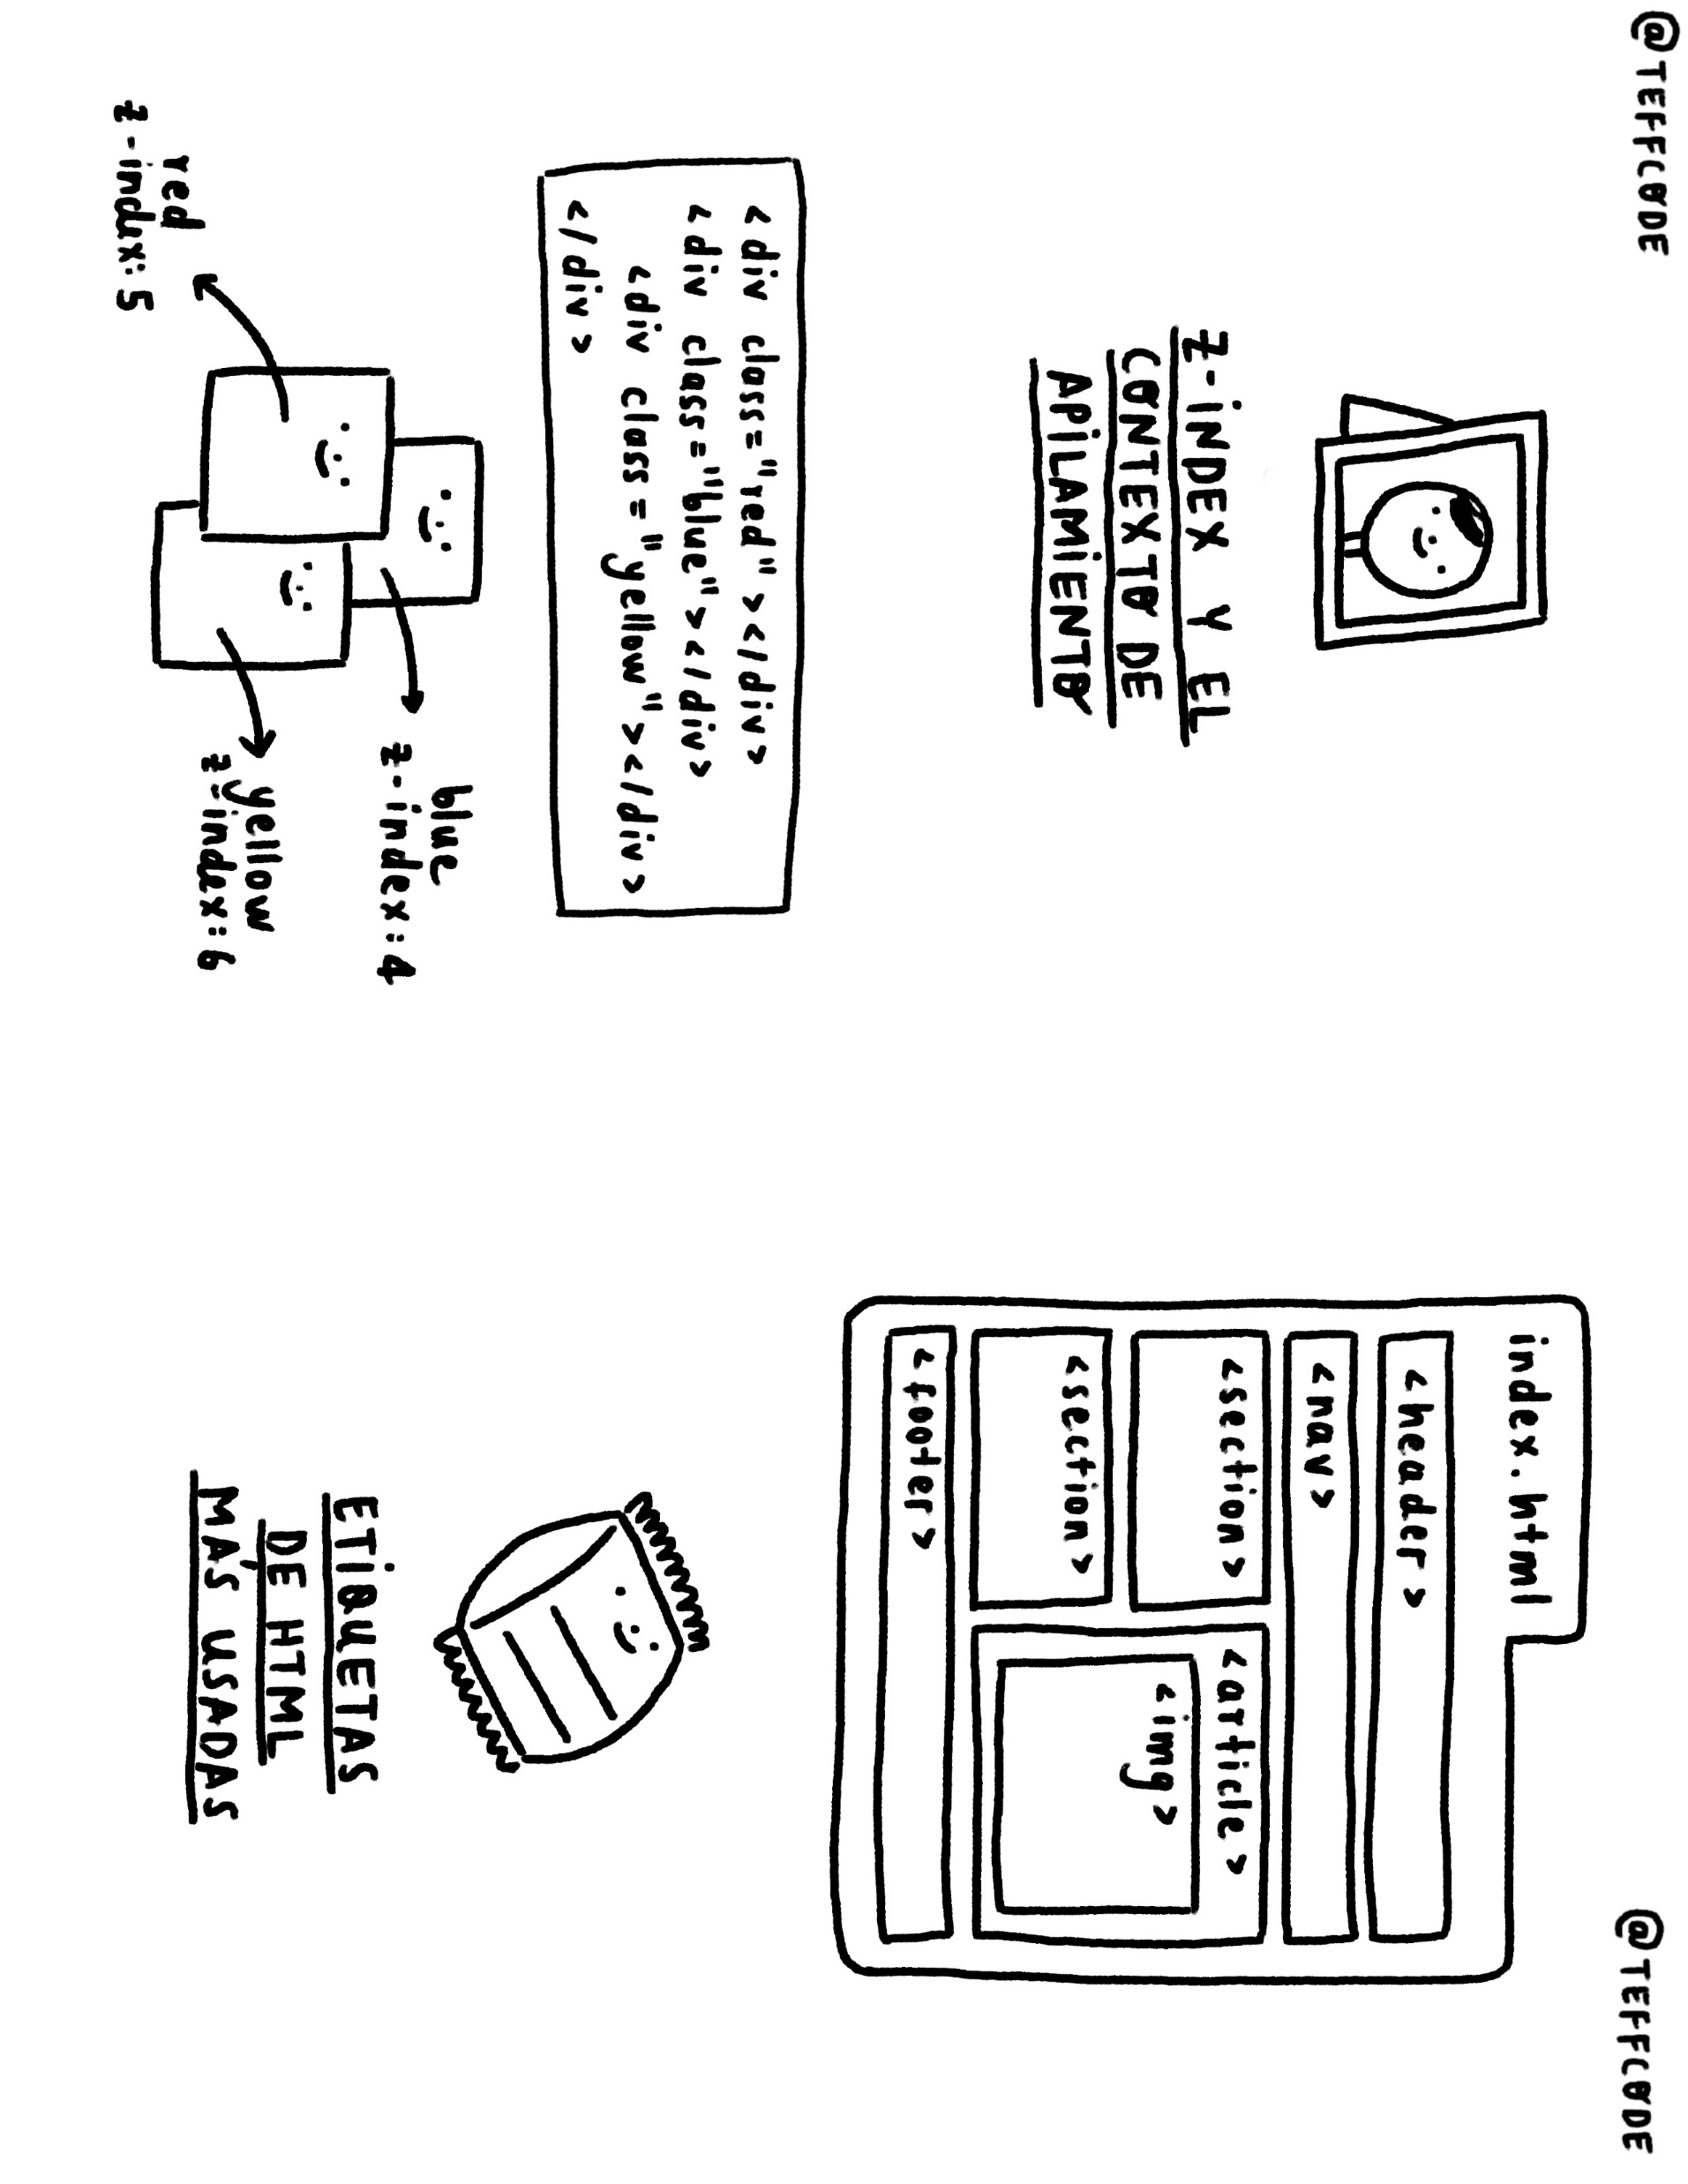 @TEFFCODE
Z-INDEX Y EL
CONTEXTO DE
APILAMIENTO
<div class="red"></div>
<div class="blue"></div>
<div class="yellow"></div>
</div>
blue
z-index:4
red
z-index:5
yellow
z-index:6
@TEFFCODE
index.html
<header>
<nav>
<section>
<article>
<img>
<section>
<footer>
ETIQUETAS
DE HTML
MÁS USADAS